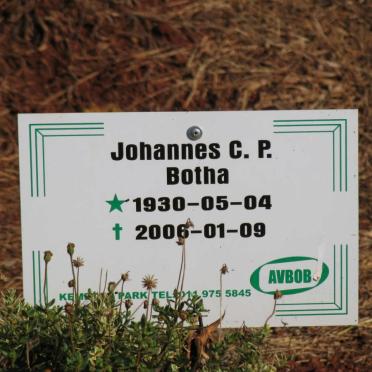 Johannes C. P.
Botha
★ 1930-05-04
✝ 2006-01-09
AVBOB
PARK TEL: 011 975 5845